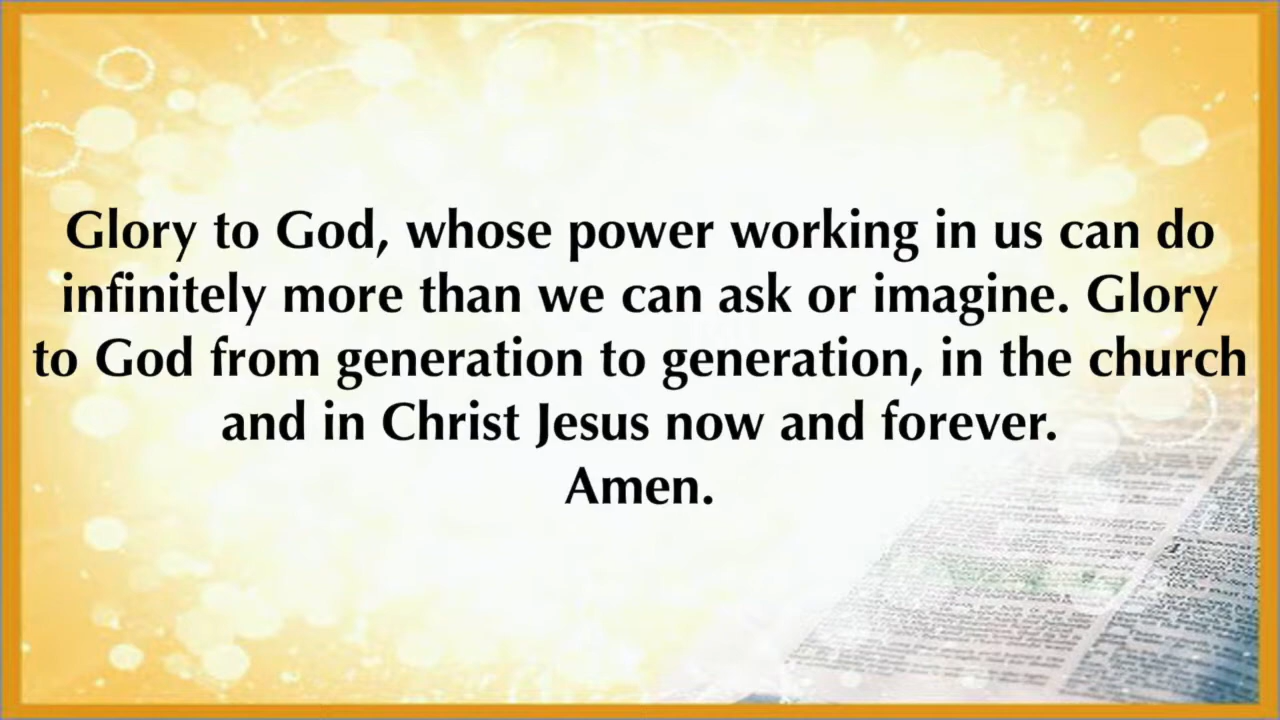 Glory to God, whose power working in us can do
infinitely more than we can ask or imagine. Glory
to God from generation to generation, in the church
and in Christ Jesus now and forever.
Amen.